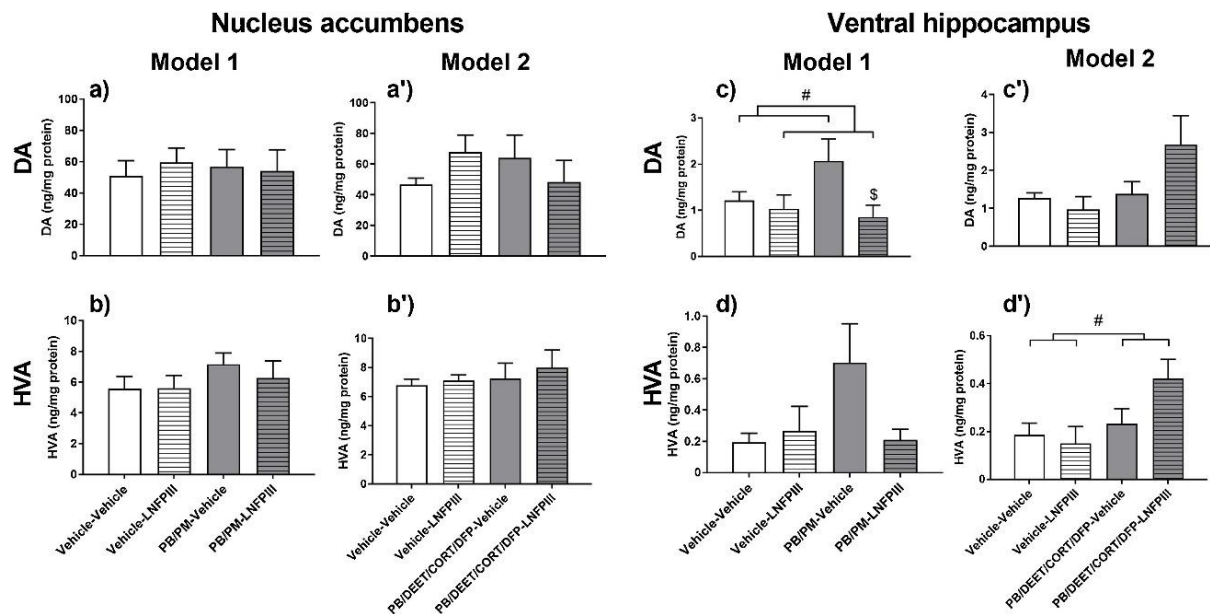 Nucleus accumbens
Ventral hippocampus
Model 1
Model 2
Model 1
Model 2
a)
DA
DA (ng/mg protein)
100
80
60
40
20
0
a')
DA (ng/mg protein)
100
80
60
40
20
0
c)
DA
DA (ng/mg protein)
3
2
1
0
#
$
c')
DA (ng/mg protein)
4
3
2
1
0
b)
HVA
HVA (ng/mg protein)
8
6
4
2
0
Vehicle-Vehicle
Vehicle-LNFPIII
PB/PM-Vehicle
PB/PM-LNFPIII
b')
HVA (ng/mg protein)
10
8
6
4
2
0
Vehicle-Vehicle
Vehicle-LNFPIII
PB/DEET/CORT/DFP-Vehicle
PB/DEET/CORT/DFP-LNFPIII
d)
HVA
HVA (ng/mg protein)
1.0
0.8
0.6
0.4
0.2
0.0
Vehicle-Vehicle
Vehicle-LNFPIII
PB/PM-Vehicle
PB/PM-LNFPIII
d')
HVA (ng/mg protein)
0.6
0.4
0.2
0
#
Vehicle-Vehicle
Vehicle-LNFPIII
PB/DEET/CORT/DFP-Vehicle
PB/DEET/CORT/DFP-LNFPIII